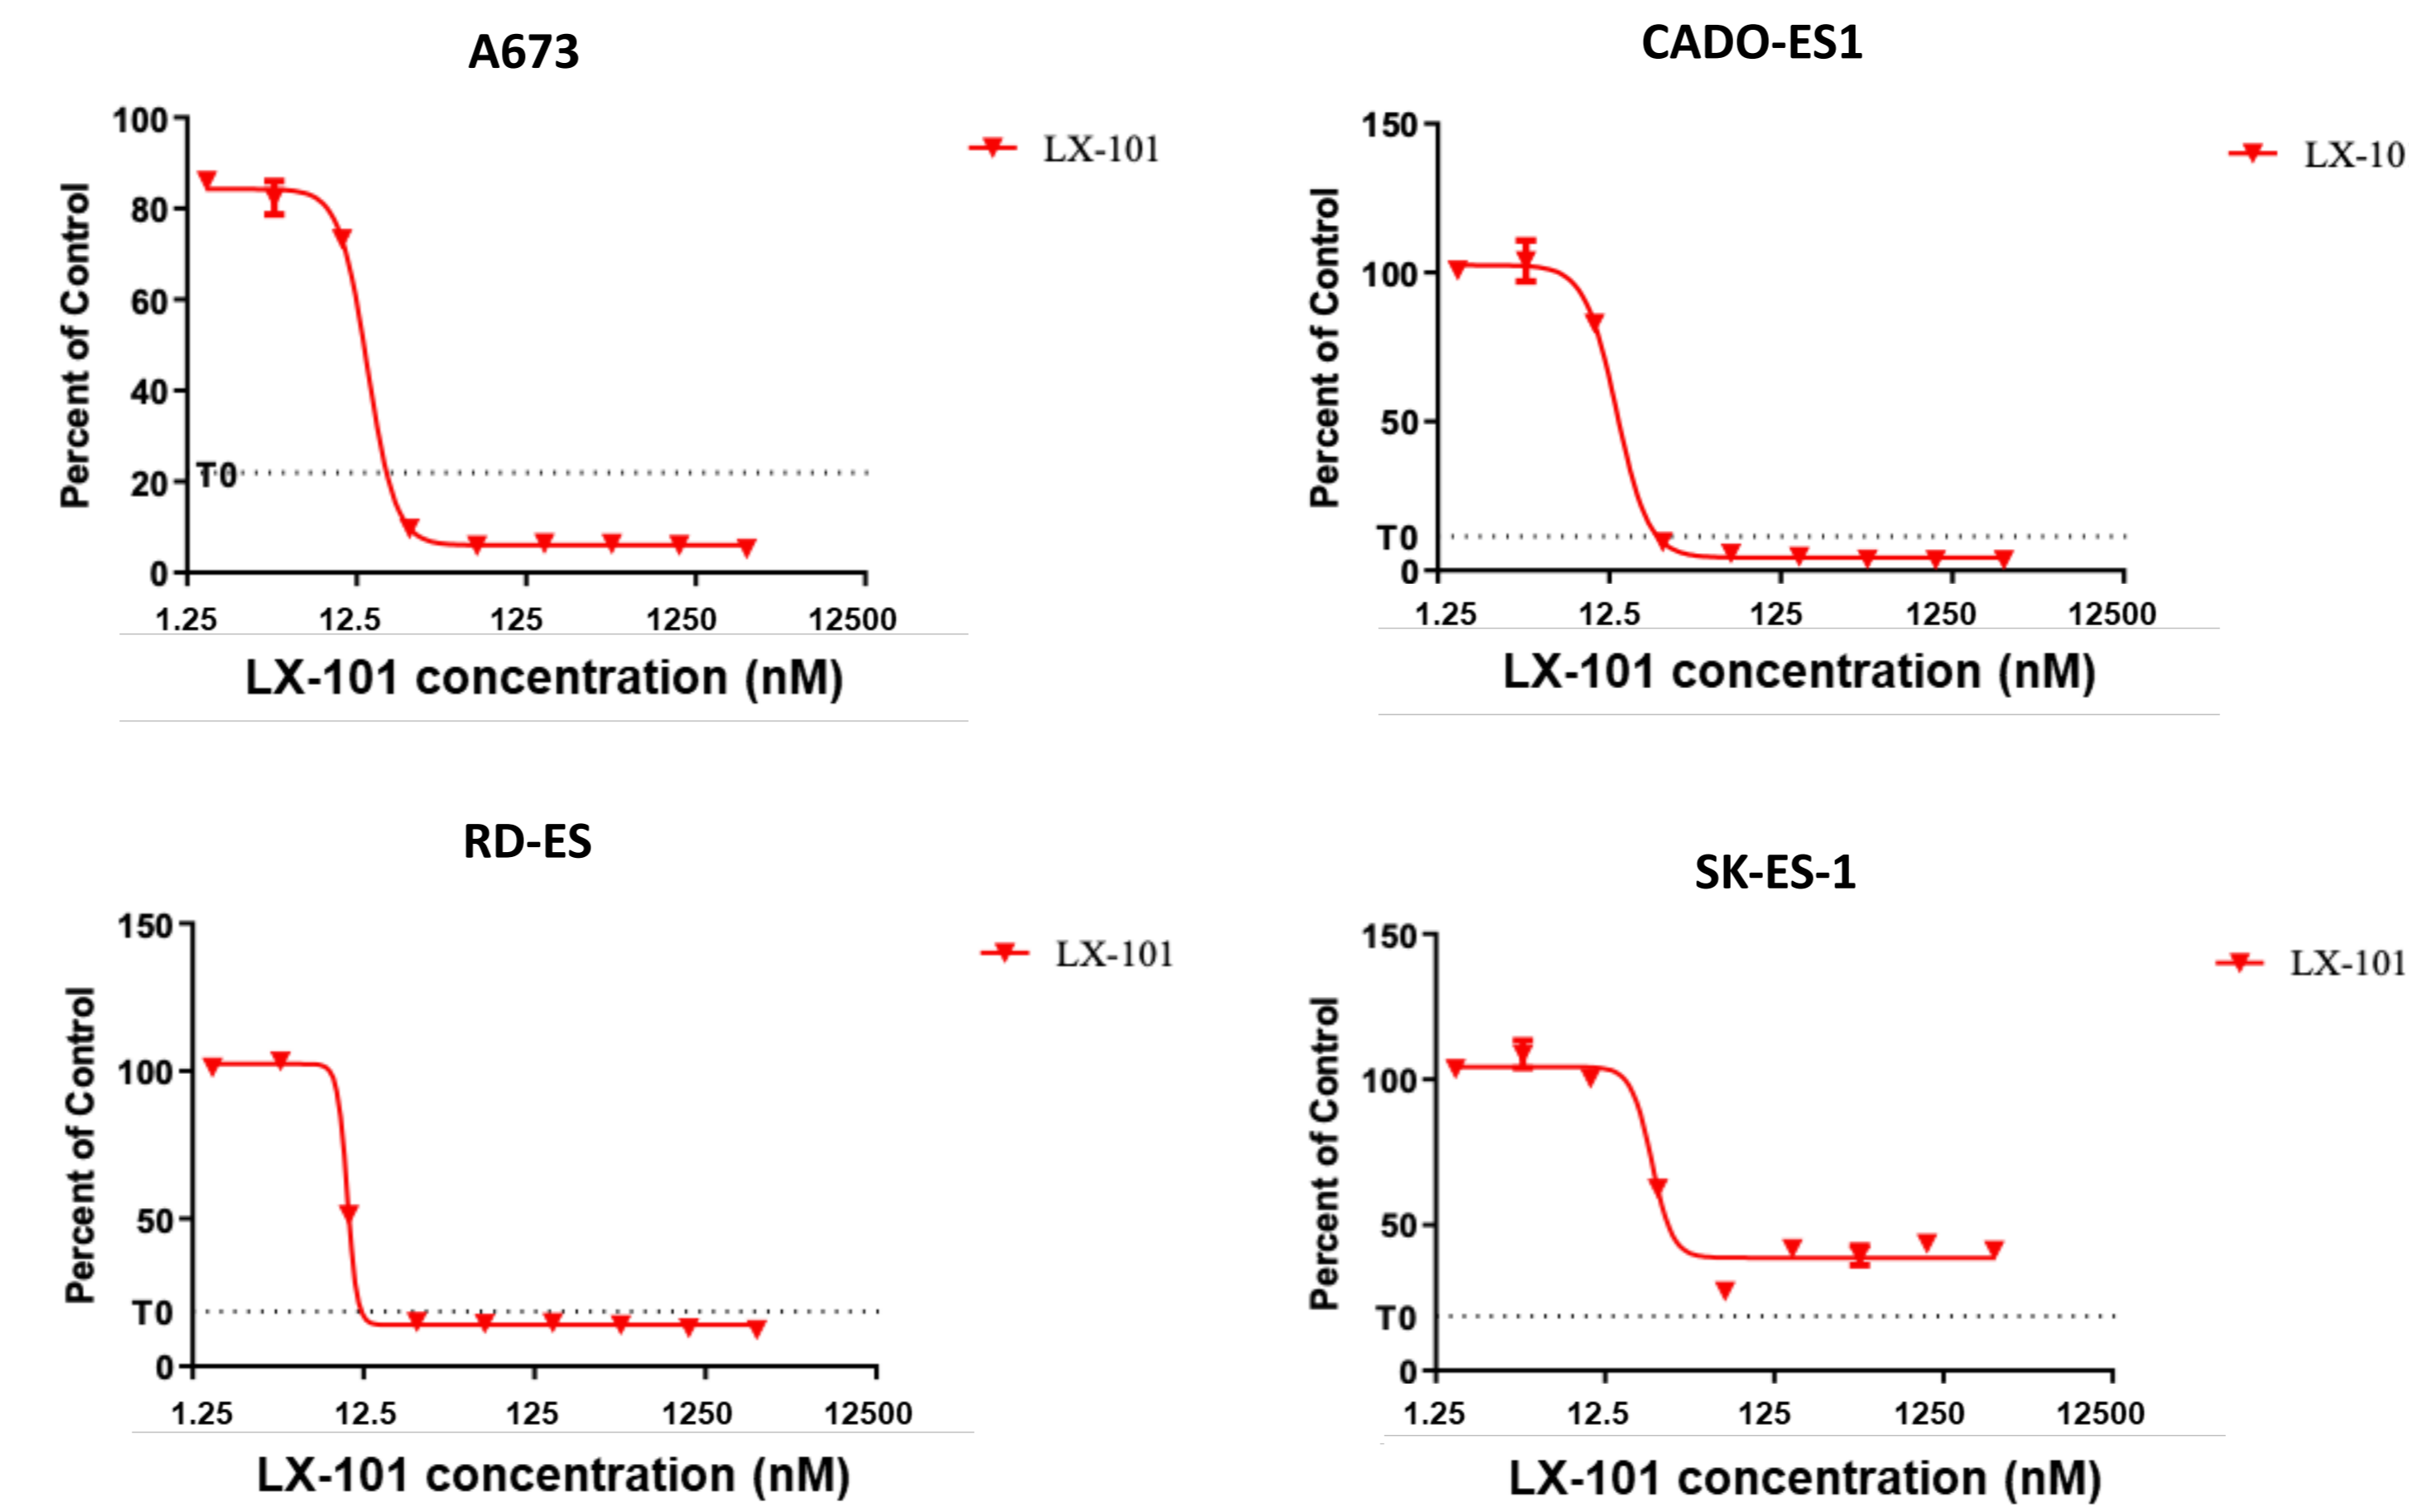 A673
100
80
60
40
20
0
T0
Percent of Control
1.25 12.5 125 1250 12500
LX-101 concentration (nM)
LX-101
CADO-ES1
150
100
50
T0
0
Percent of Control
1.25 12.5 125 1250 12500
LX-101 concentration (nM)
LX-10
RD-ES
150
100
50
T0
0
Percent of Control
1.25 12.5 125 1250 12500
LX-101 concentration (nM)
LX-101
SK-ES-1
150
100
50
T0
0
Percent of Control
1.25 12.5 125 1250 12500
LX-101 concentration (nM)
LX-101